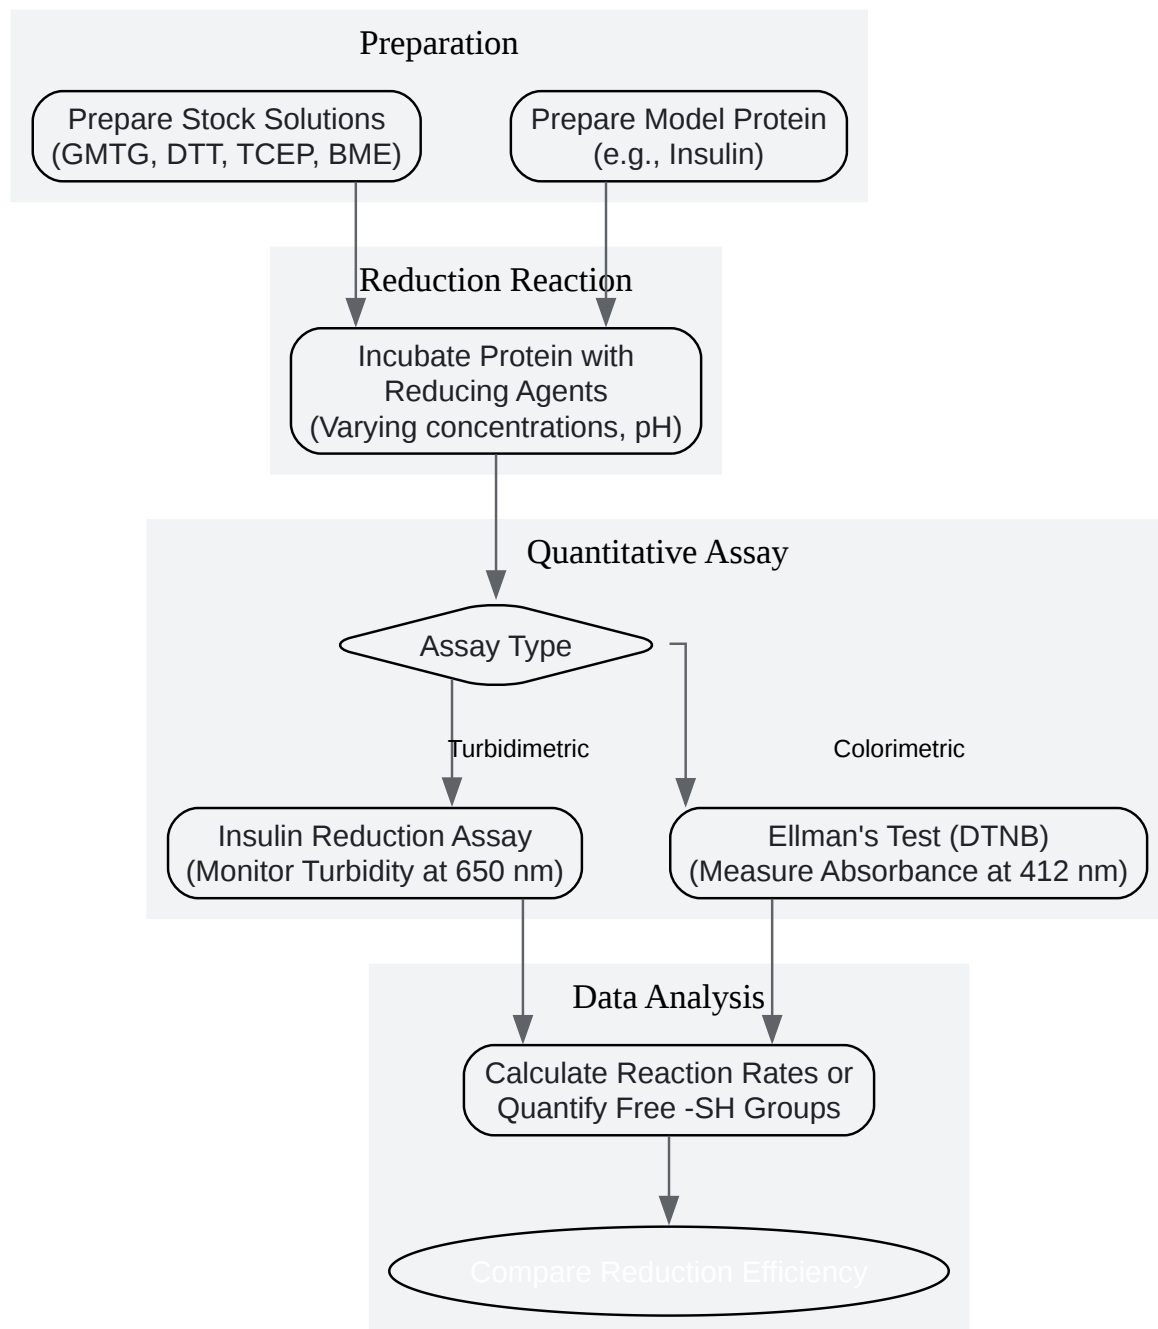 Preparation
Prepare Stock Solutions
(GMTG, DTT, TCEP, BME)
Prepare Model Protein
(e.g., Insulin)
Reduction Reaction
Incubate Protein with
Reducing Agents
(Varying concentrations, pH)
Quantitative Assay
Assay Type
Turbidimetric
Colorimetric
Insulin Reduction Assay
(Monitor Turbidity at 650 nm)
Ellman's Test (DTNB)
(Measure Absorbance at 412 nm)
Data Analysis
Calculate Reaction Rates or
Quantify Free -SH Groups
Compare Reduction Efficiency